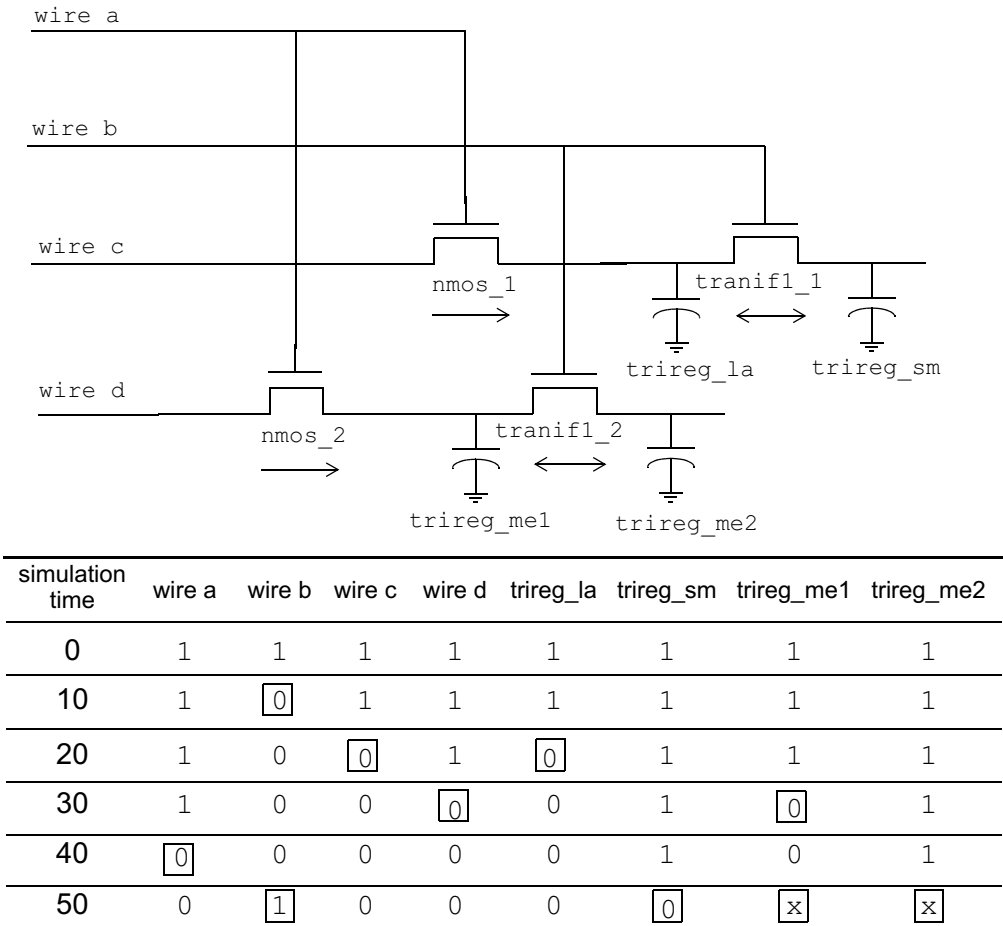 wire a
wire b
wire c
nmos_1
tranif1_1
trireg_la
trireg_sm
wire d
nmos_2
tranif1_2
trireg_me1
trireg_me2
simulation time wire a wire b wire c wire d trireg_la trireg_sm trireg_me1 trireg_me2
0 1 1 1 1 1 1 1 1
10 1 0 1 1 1 1 1 1
20 1 0 0 1 0 1 1 1
30 1 0 0 0 0 1 0 1
40 0 0 0 0 0 1 0 1
50 0 1 0 0 0 0 x x